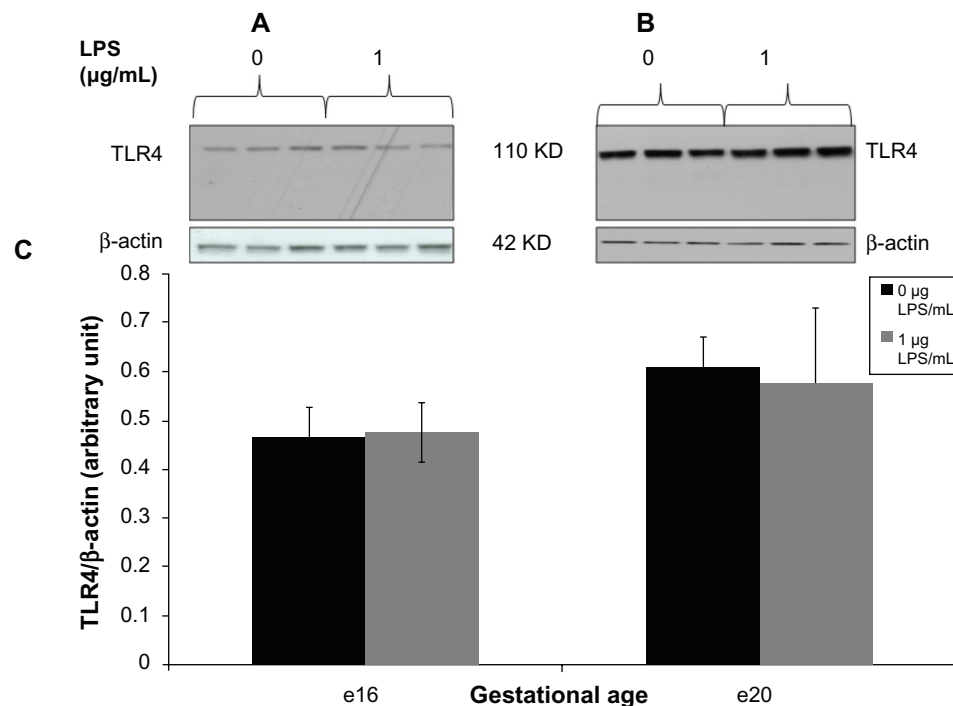 A
B
LPS
(µg/mL)
0
1
0
1
TLR4
110 KD
TLR4
β-actin
42 KD
β-actin
C
0.8
0.7
0.6
0.5
0.4
0.3
0.2
0.1
0
TLR4/β-actin (arbitrary unit)
0 µg
LPS/mL
1 µg
LPS/mL
e16
Gestational age
e20